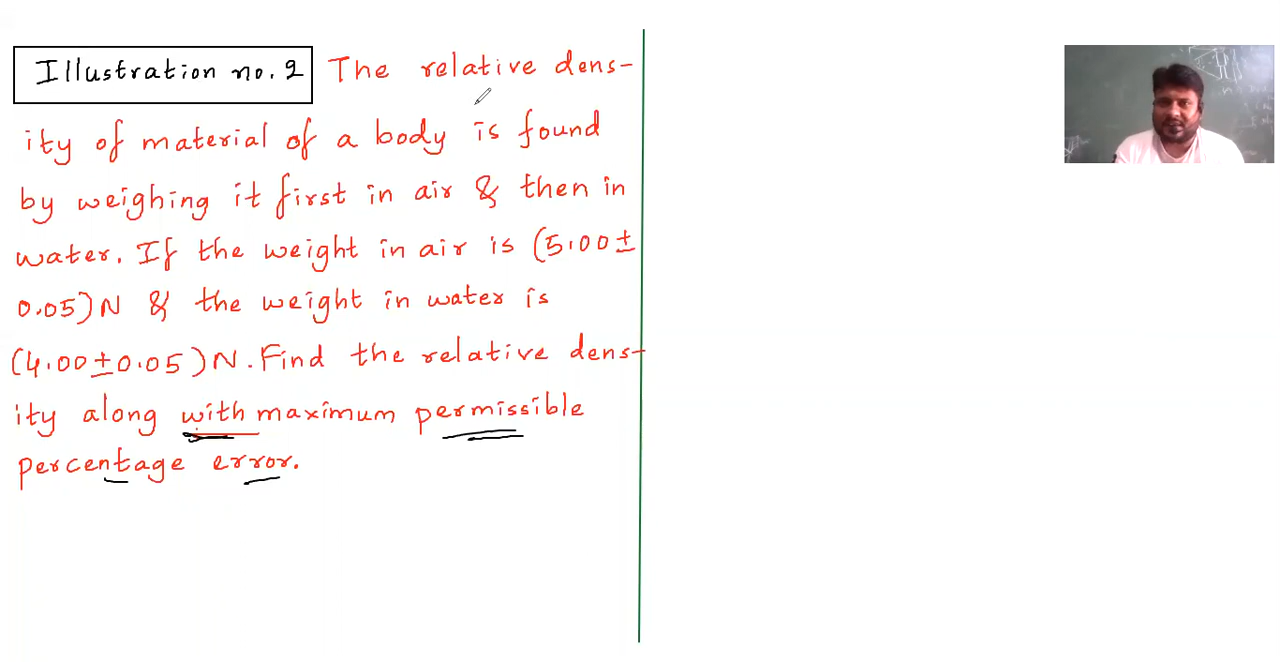 Illustration no. 2 The relative dens-
ity of material of a body is found
by weighing it first in air & then in
water. If the weight in air is (5.00±
0.05)N & the weight in water is
(4.00±0.05)N. Find the relative dens-
ity along with maximum permissible
percentage error.